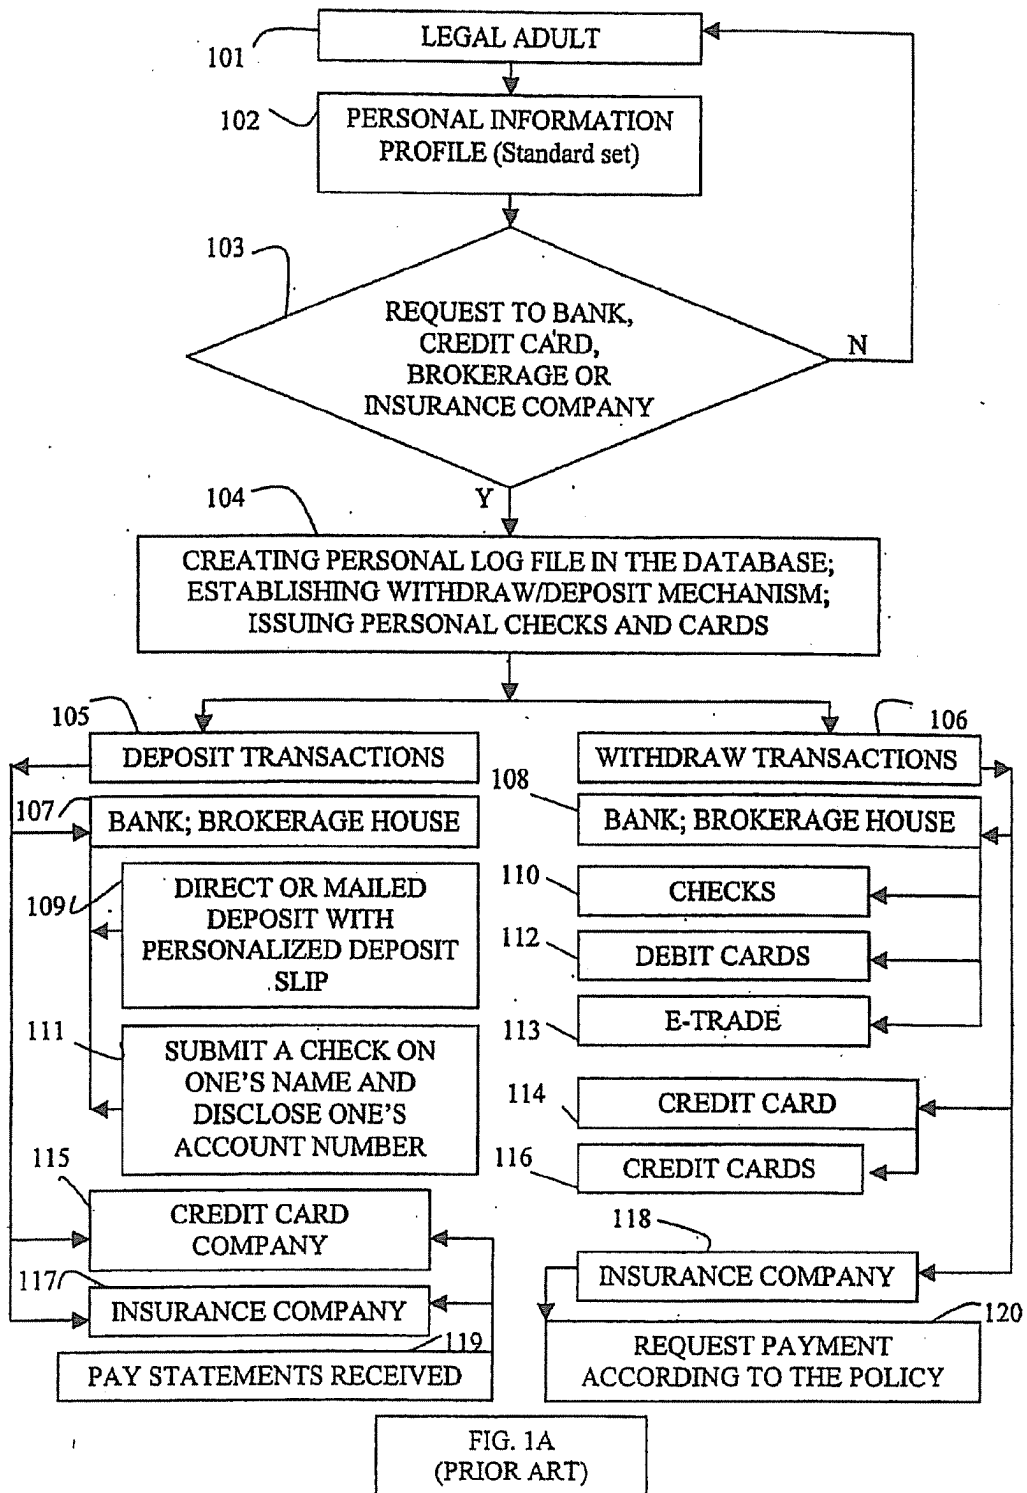 101
LEGAL ADULT
102
PERSONAL INFORMATION
PROFILE (Standard set)
103
REQUEST TO BANK,
CREDIT CARD,
BROKERAGE OR
INSURANCE COMPANY
N
Y
104
CREATING PERSONAL LOG FILE IN THE DATABASE;
ESTABLISHING WITHDRAW/DEPOSIT MECHANISM;
ISSUING PERSONAL CHECKS AND CARDS
105
DEPOSIT TRANSACTIONS
107
BANK; BROKERAGE HOUSE
109
DIRECT OR MAILED
DEPOSIT WITH
PERSONALIZED DEPOSIT
SLIP
111
SUBMIT A CHECK ON
ONE'S NAME AND
DISCLOSE ONE'S
ACCOUNT NUMBER
115
CREDIT CARD
COMPANY
117
INSURANCE COMPANY
119
PAY STATEMENTS RECEIVED
106
WITHDRAW TRANSACTIONS
108
BANK; BROKERAGE HOUSE
110
CHECKS
112
DEBIT CARDS
113
E-TRADE
114
CREDIT CARD
116
CREDIT CARDS
118
INSURANCE COMPANY
120
REQUEST PAYMENT
ACCORDING TO THE POLICY
FIG. 1A
(PRIOR ART)